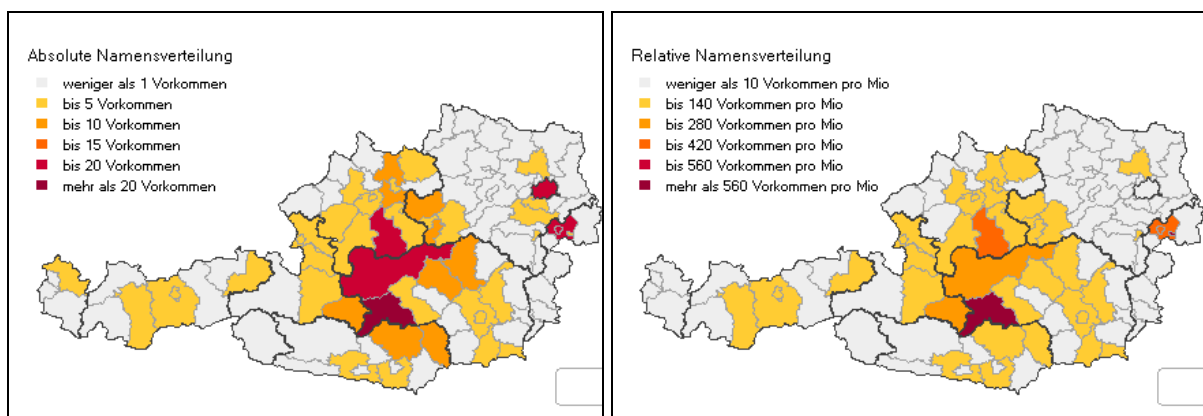 Absolute Namensverteilung
weniger als 1 Vorkommen
bis 5 Vorkommen
bis 10 Vorkommen
bis 15 Vorkommen
bis 20 Vorkommen
mehr als 20 Vorkommen
Relative Namensverteilung
weniger als 10 Vorkommen pro Mio
bis 140 Vorkommen pro Mio
bis 280 Vorkommen pro Mio
bis 420 Vorkommen pro Mio
bis 560 Vorkommen pro Mio
mehr als 560 Vorkommen pro Mio